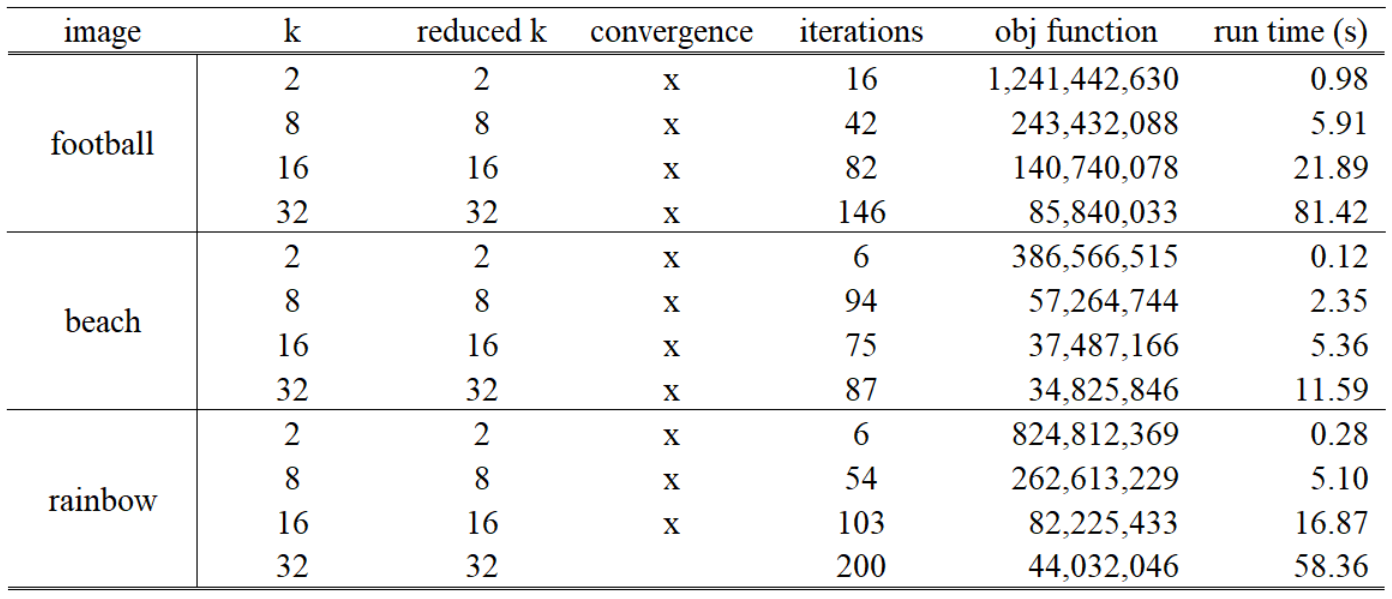 image k reduced k convergence iterations obj function run time (s)
2 2 x 16 1,241,442,630 0.98
8 8 x 42 243,432,088 5.91
football
16 16 x 82 140,740,078 21.89
32 32 x 146 85,840,033 81.42
2 2 x 6 386,566,515 0.12
8 8 x 94 57,264,744 2.35
beach
16 16 x 75 37,487,166 5.36
32 32 x 87 34,825,846 11.59
2 2 x 6 824,812,369 0.28
8 8 x 54 262,613,229 5.10
rainbow
16 16 x 103 82,225,433 16.87
32 32 200 44,032,046 58.36